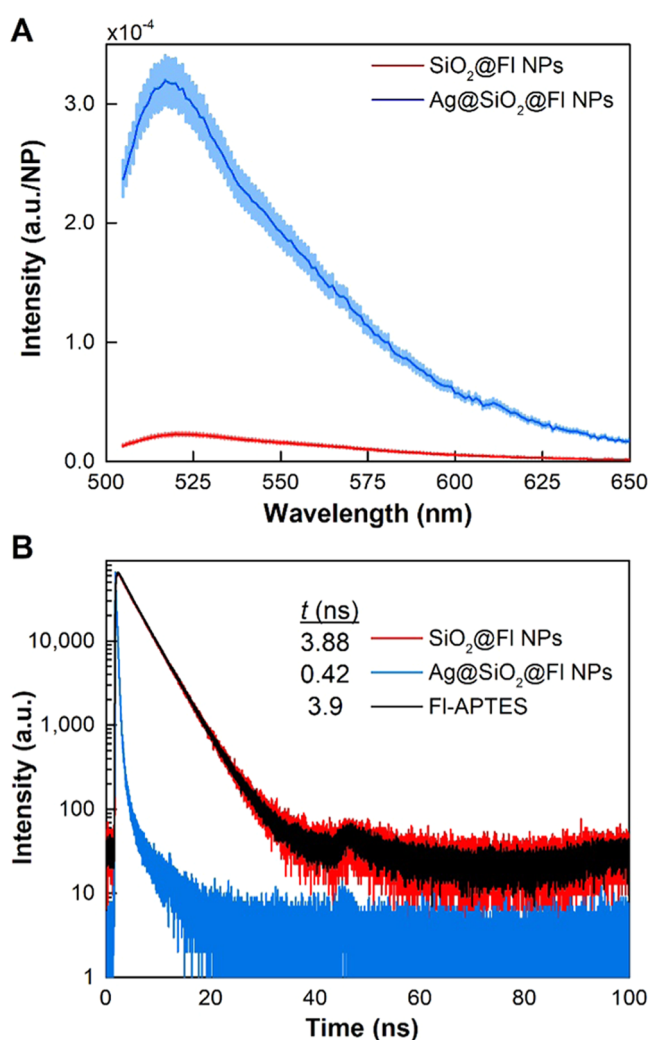 A
x10⁻⁴
SiO₂@Fl NPs
Ag@SiO₂@Fl NPs
3.0
2.0
1.0
0.0
Intensity (a.u./NP)
500 525 550 575 600 625 650
Wavelength (nm)
B
t (ns)
3.88 SiO₂@Fl NPs
0.42 Ag@SiO₂@Fl NPs
3.9 Fl-APTES
10,000
1,000
100
10
1
Intensity (a.u.)
0 20 40 60 80 100
Time (ns)